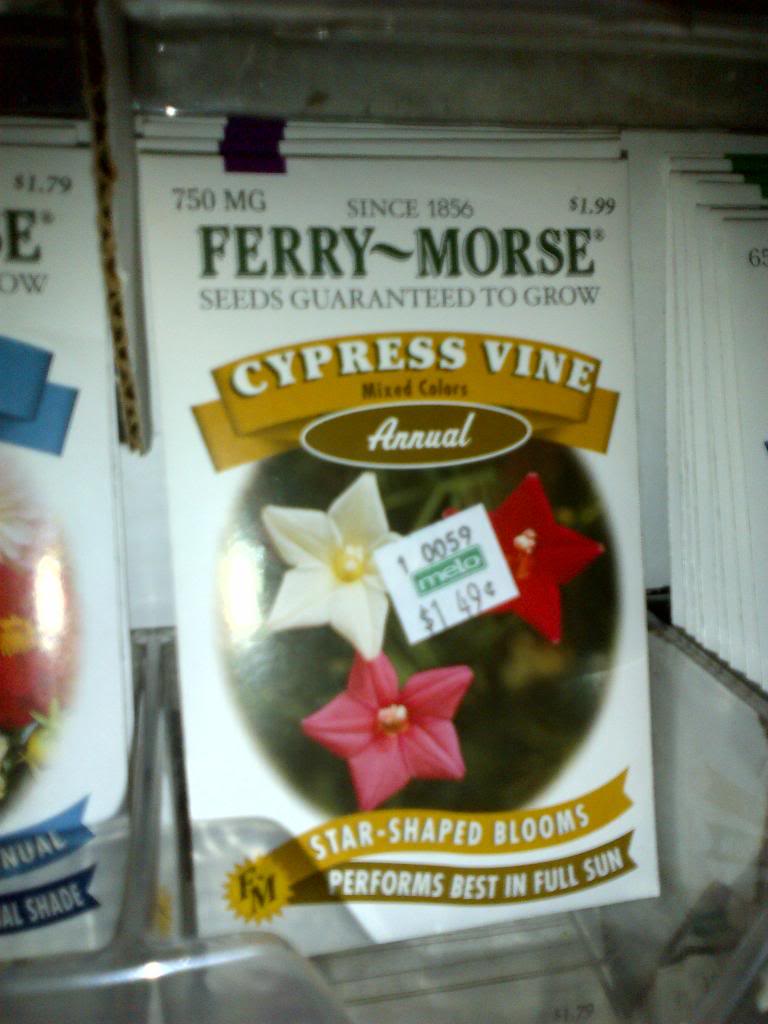 $1.79
E®
OW
NUAL
AL SHADE
750 MG
SINCE 1856
$1.99
FERRY~MORSE®
SEEDS GUARANTEED TO GROW
CYPRESS VINE
Mixed Colors
Annual
1 0059
melo
$1 49¢
STAR-SHAPED BLOOMS
PERFORMS BEST IN FULL SUN
FM
65
$1.79